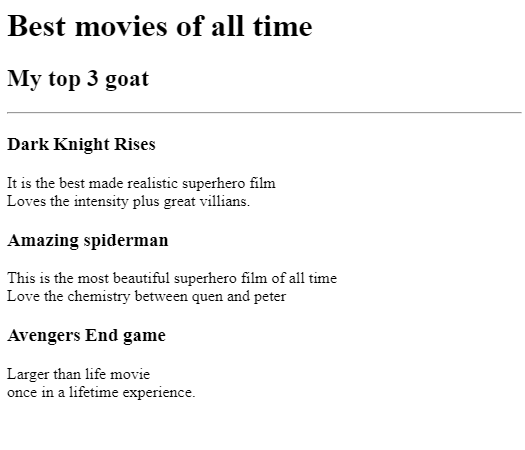 Best movies of all time
My top 3 goat
Dark Knight Rises
It is the best made realistic superhero film
Loves the intensity plus great villians.
Amazing spiderman
This is the most beautiful superhero film of all time
Love the chemistry between quen and peter
Avengers End game
Larger than life movie
once in a lifetime experience.